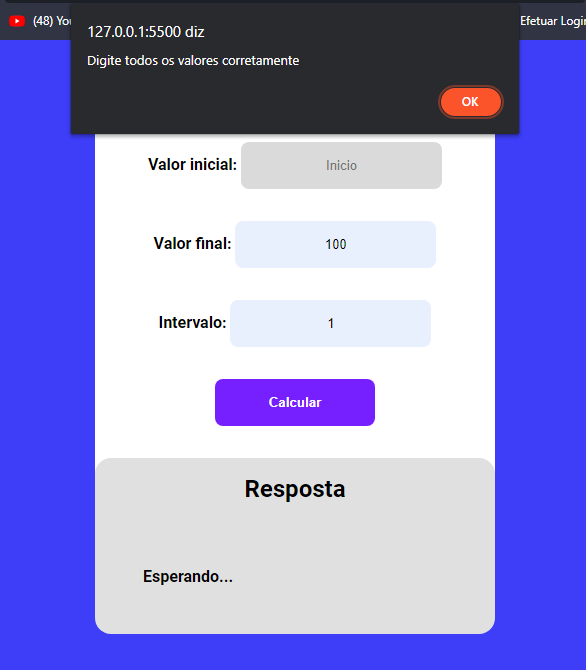 (48) You
Efetuar Login
127.0.0.1:5500 diz
Digite todos os valores corretamente
OK
Valor inicial: Inicio
Valor final: 100
Intervalo: 1
Calcular
Resposta
Esperando...